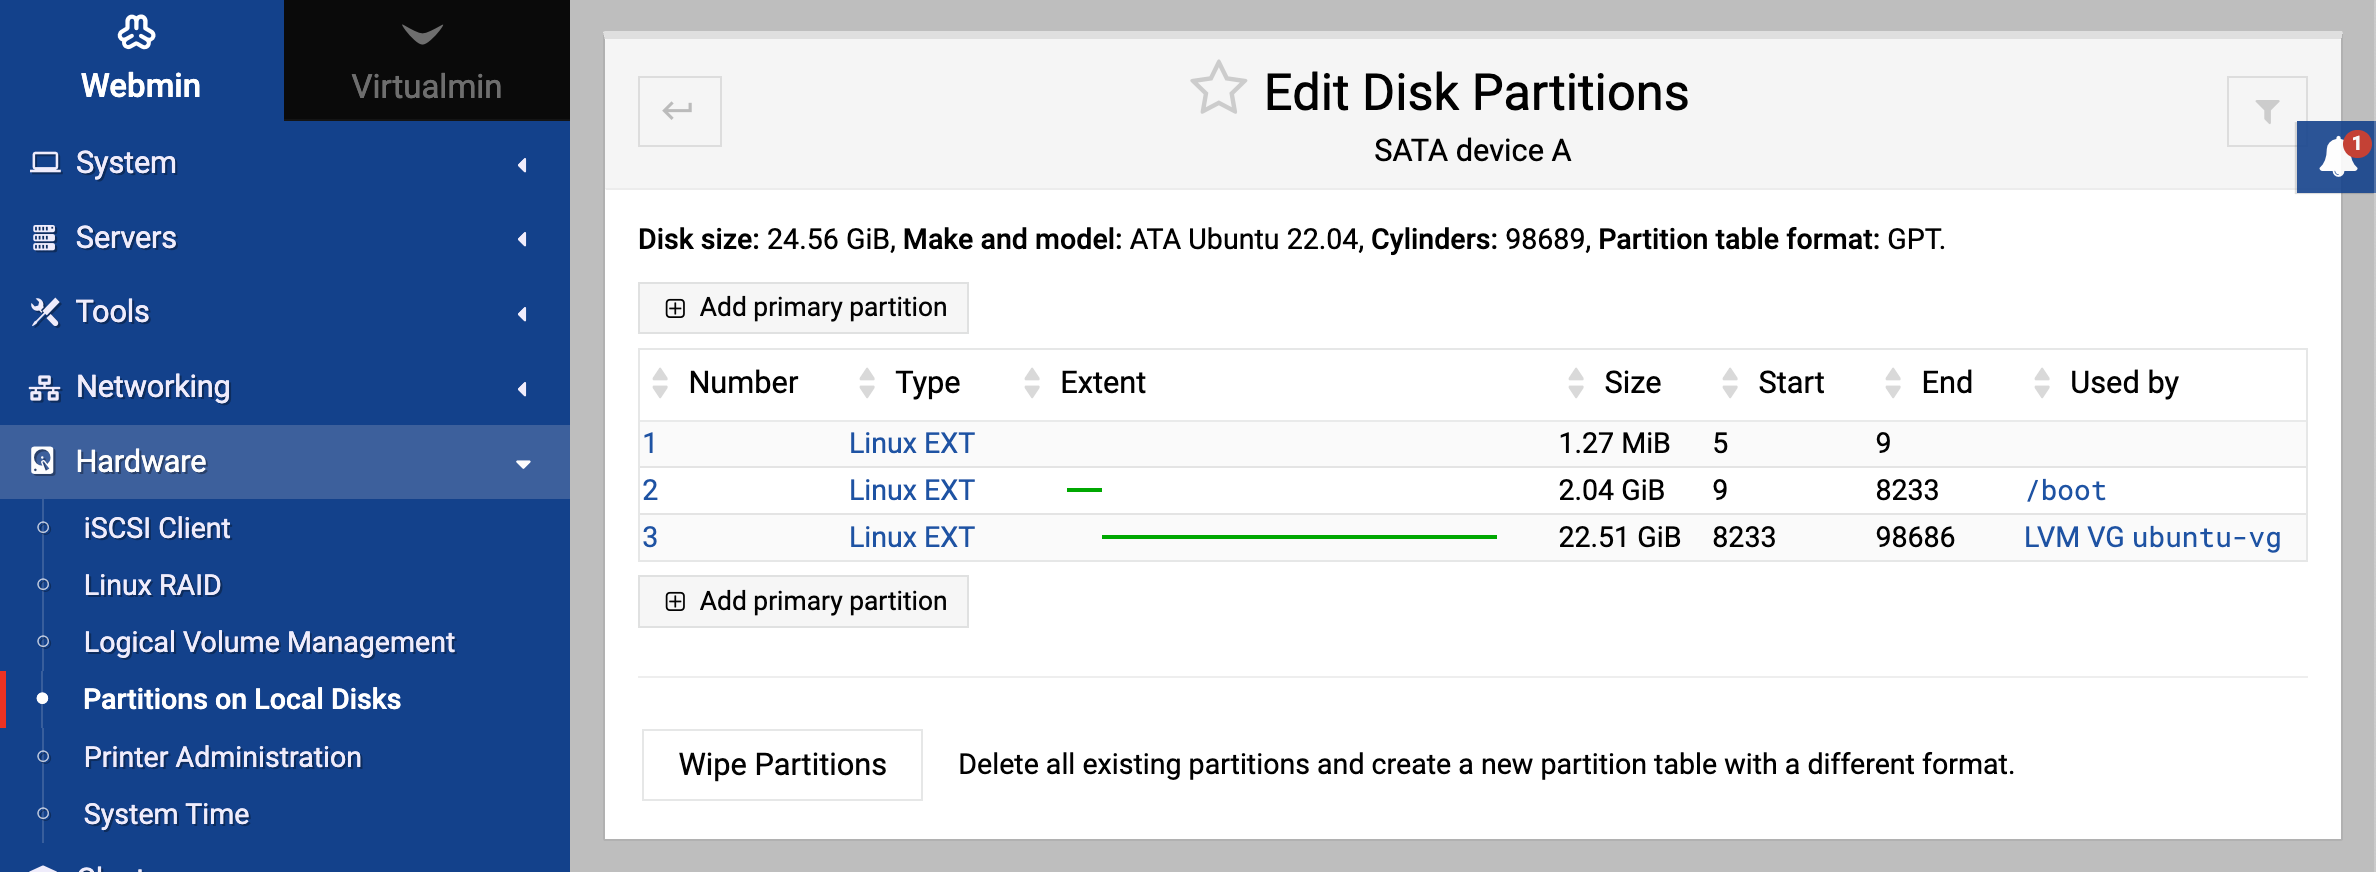 Webmin
Virtualmin
System
Servers
Tools
Networking
Hardware
iSCSI Client
Linux RAID
Logical Volume Management
Partitions on Local Disks
Printer Administration
System Time
Edit Disk Partitions
SATA device A
1
Disk size: 24.56 GiB, Make and model: ATA Ubuntu 22.04, Cylinders: 98689, Partition table format: GPT.
Add primary partition
Number Type Extent Size Start End Used by
1 Linux EXT 1.27 MiB 5 9
2 Linux EXT 2.04 GiB 9 8233 /boot
3 Linux EXT 22.51 GiB 8233 98686 LVM VG ubuntu-vg
Add primary partition
Wipe Partitions Delete all existing partitions and create a new partition table with a different format.